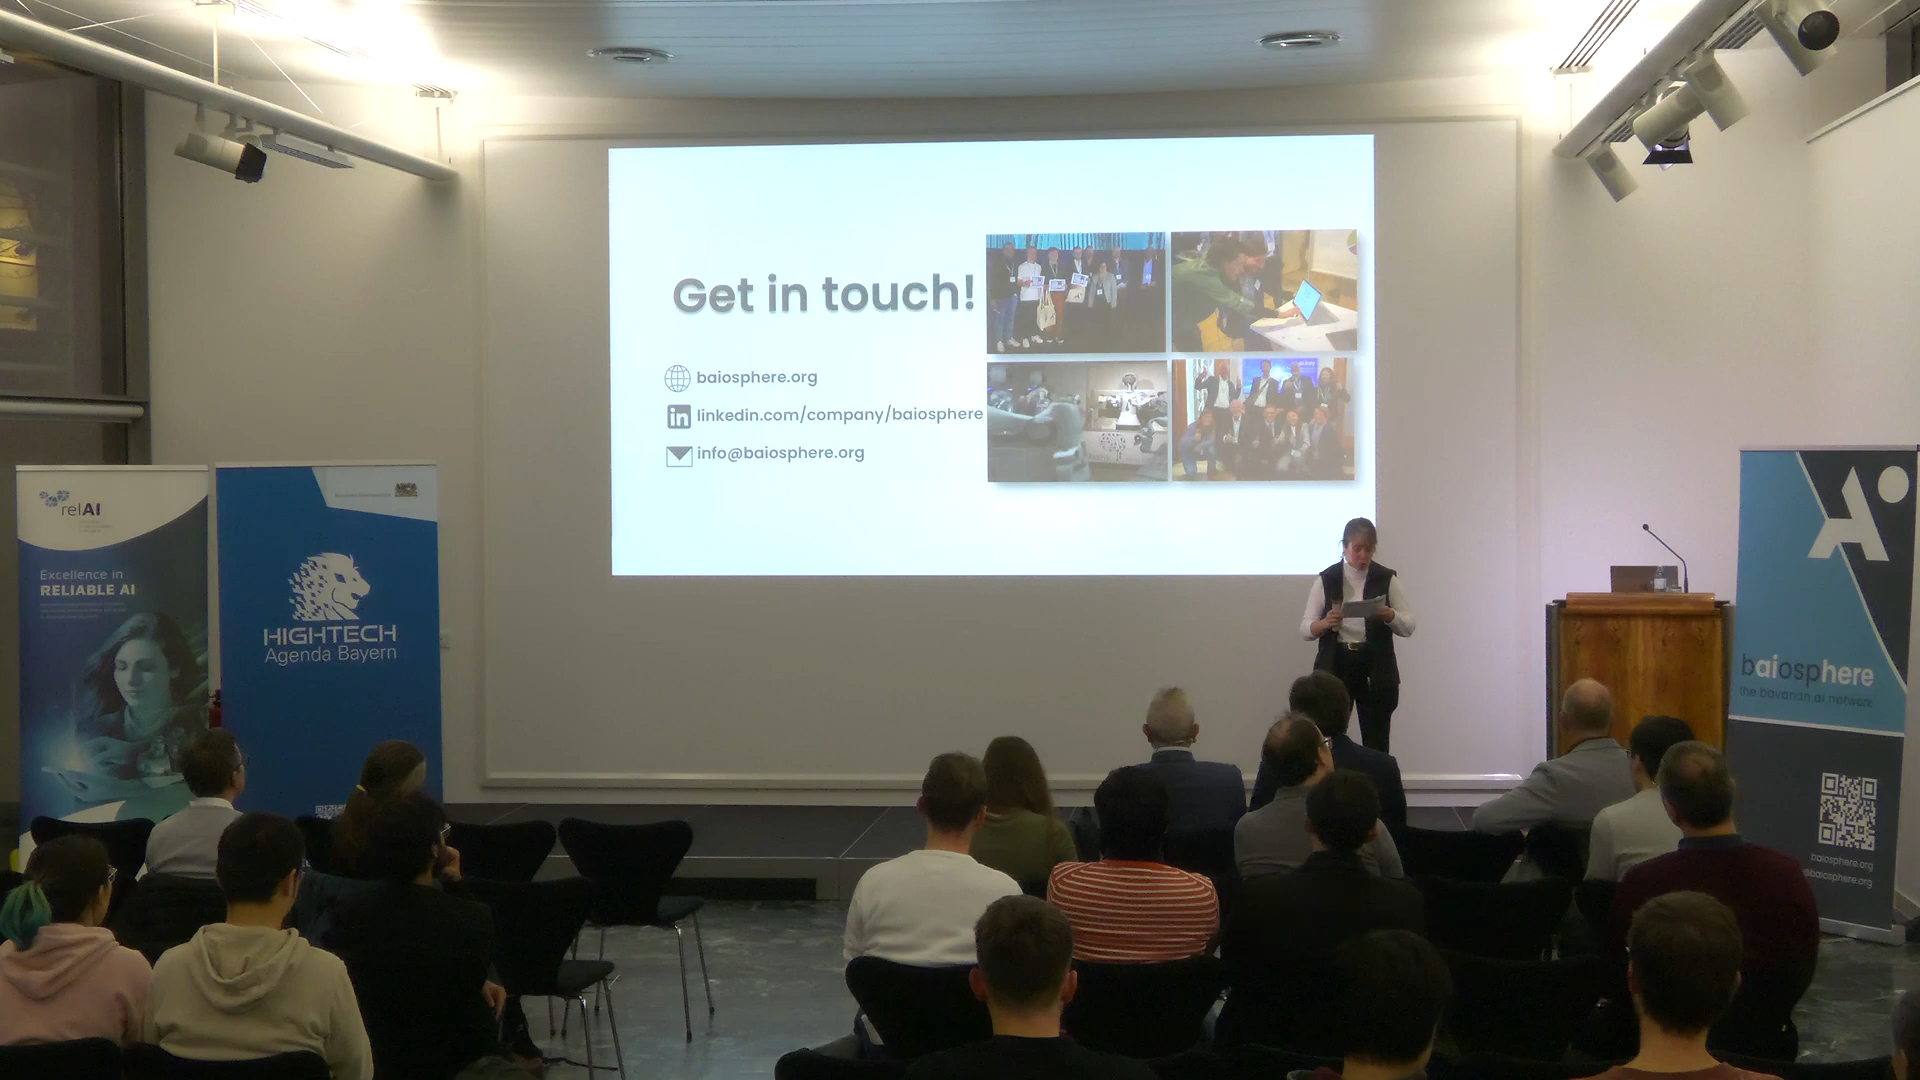 Get in touch!
baiosphere.org
in linkedin.com/company/baiosphere
info@baiosphere.org
relAI
Excellence in
RELIABLE AI
HIGHTECH
Agenda Bayern
baiosphere
the bavarian ai network
baiosphere.org
@baiosphere.org